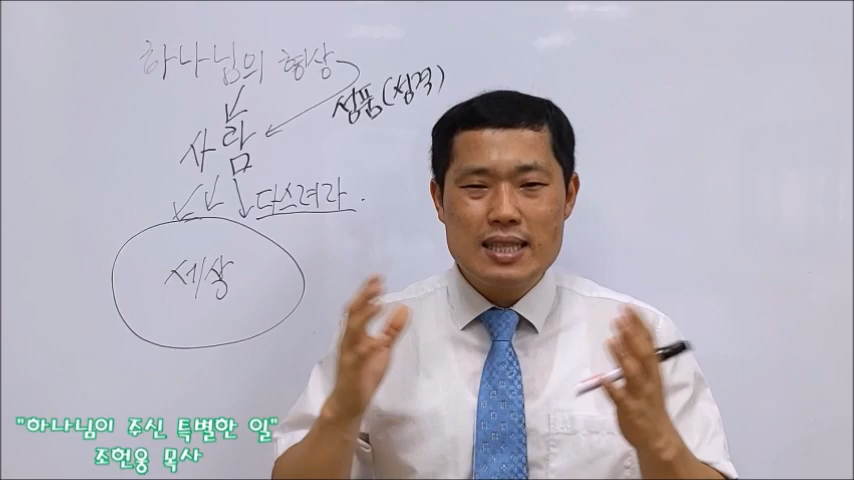 하나님의 형상
성품(성격)
사람
다스려라.
세상
"하나님이 주신 특별한 일"
조헌웅 목사